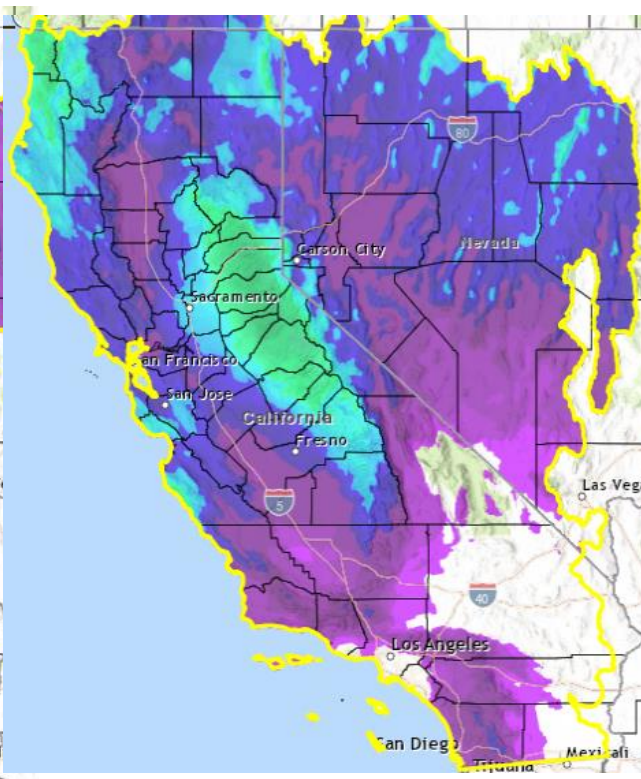 80
Carson City
Nevada
Sacramento
an Francisco
San Jose
California
Fresno
5
Las Vega
40
Los Angeles
San Diego
Tijuana
Mexicali